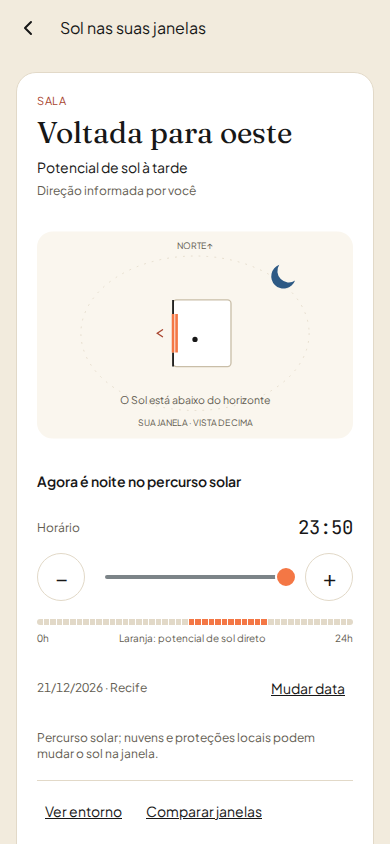 Sol nas suas janelas
SALA
Voltada para oeste
Potencial de sol à tarde
Direção informada por você
NORTE↑
O Sol está abaixo do horizonte
SUA JANELA · VISTA DE CIMA
Agora é noite no percurso solar
Horário 23:50
− +
0h Laranja: potencial de sol direto 24h
21/12/2026 · Recife Mudar data
Percurso solar; nuvens e proteções locais podem
mudar o sol na janela.
Ver entorno Comparar janelas